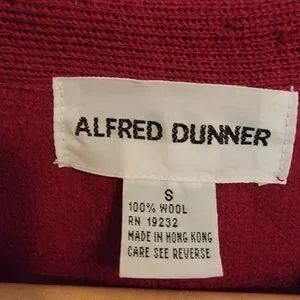 ALFRED DUNNER
S
100% WOOL
RN 19232
MADE IN HONG KONG
CARE SEE REVERSE